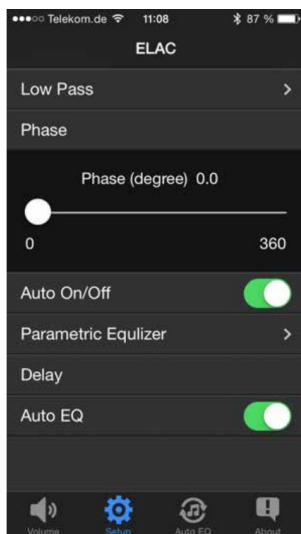 Telekom.de 11:08 87 %
ELAC
Low Pass
Phase
Phase (degree) 0.0
0 360
Auto On/Off
Parametric Equlizer
Delay
Auto EQ
Volume Setup Auto EQ About